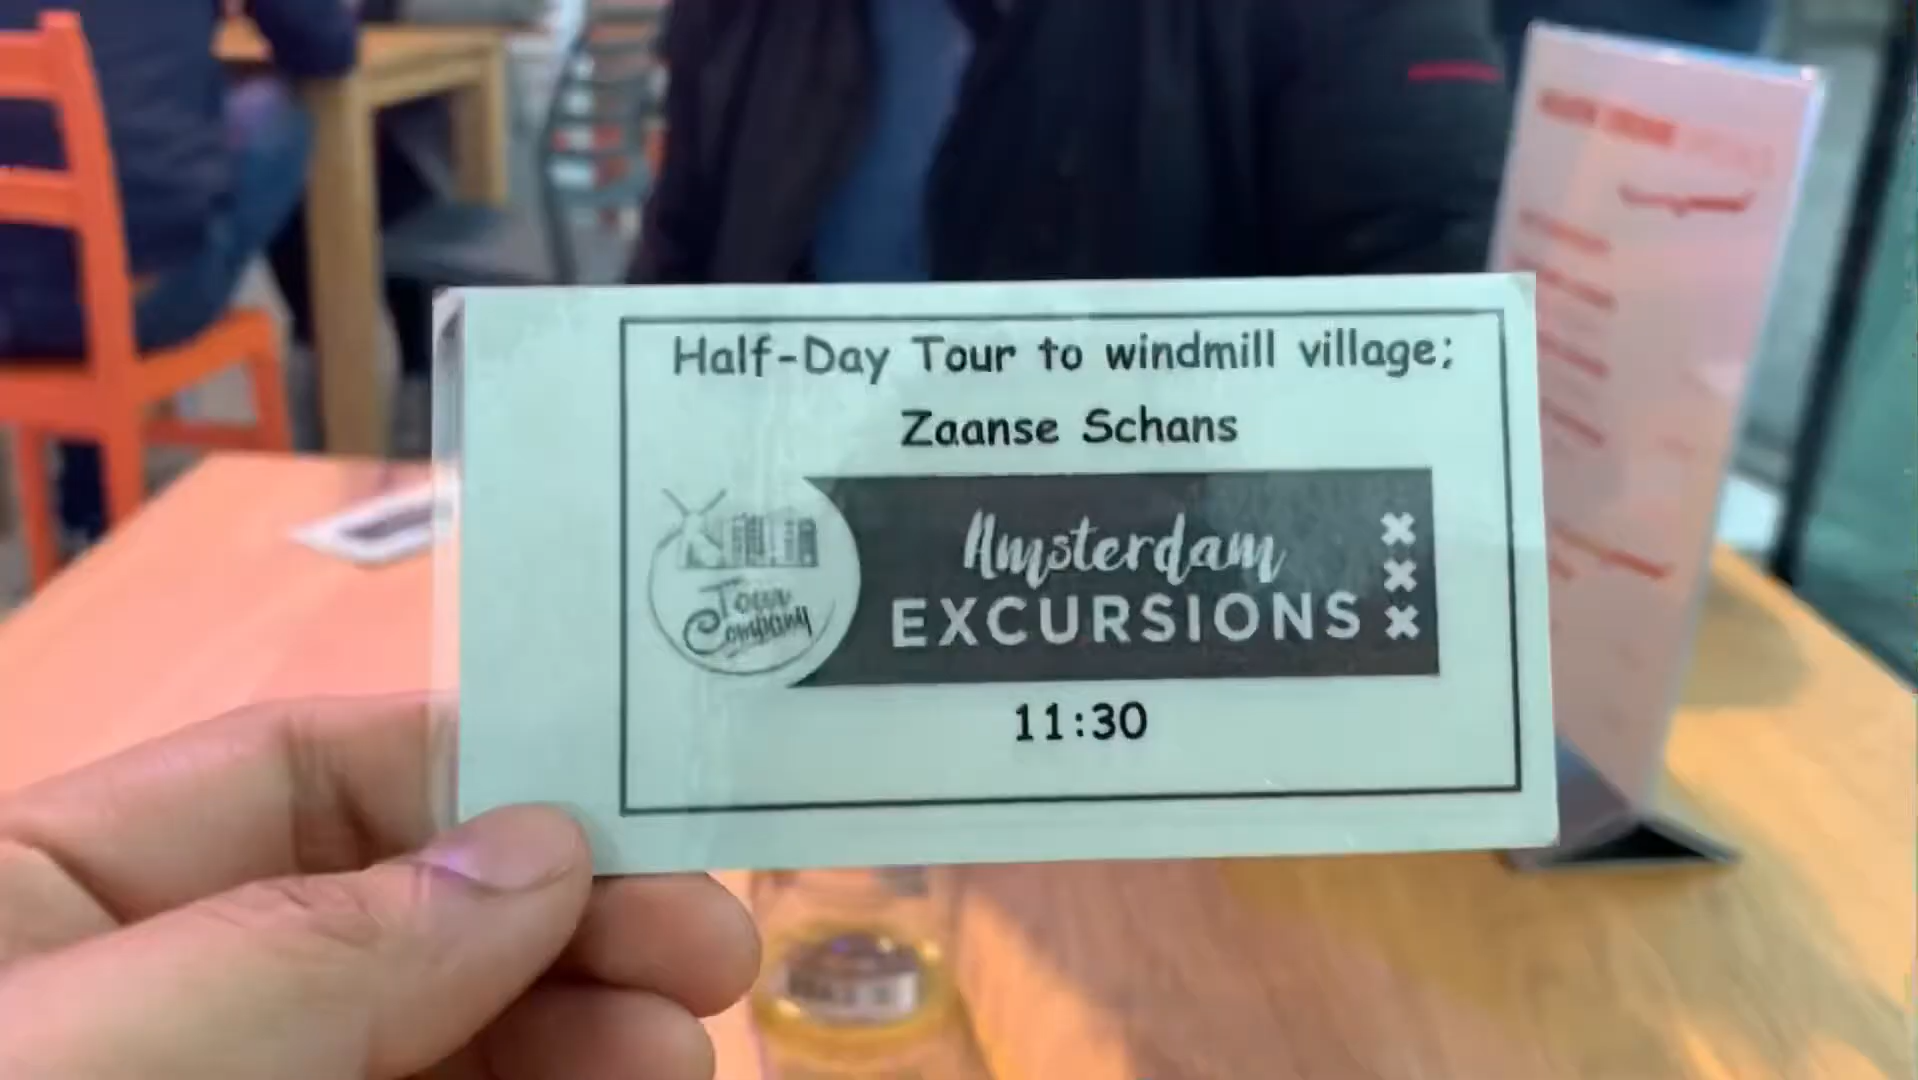 Half-Day Tour to windmill village;
Zaanse Schans
Tour
Company
Amsterdam
EXCURSIONS
11:30